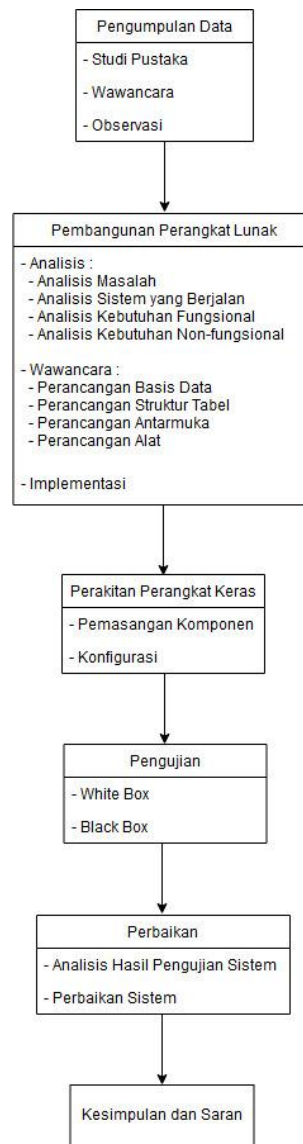 Pengumpulan Data
- Studi Pustaka
- Wawancara
- Observasi
Pembangunan Perangkat Lunak
- Analisis :
- Analisis Masalah
- Analisis Sistem yang Berjalan
- Analisis Kebutuhan Fungsional
- Analisis Kebutuhan Non-fungsional
- Wawancara :
- Perancangan Basis Data
- Perancangan Struktur Tabel
- Perancangan Antarmuka
- Perancangan Alat
- Implementasi
Perakitan Perangkat Keras
- Pemasangan Komponen
- Konfigurasi
Pengujian
- White Box
- Black Box
Perbaikan
- Analisis Hasil Pengujian Sistem
- Perbaikan Sistem
Kesimpulan dan Saran